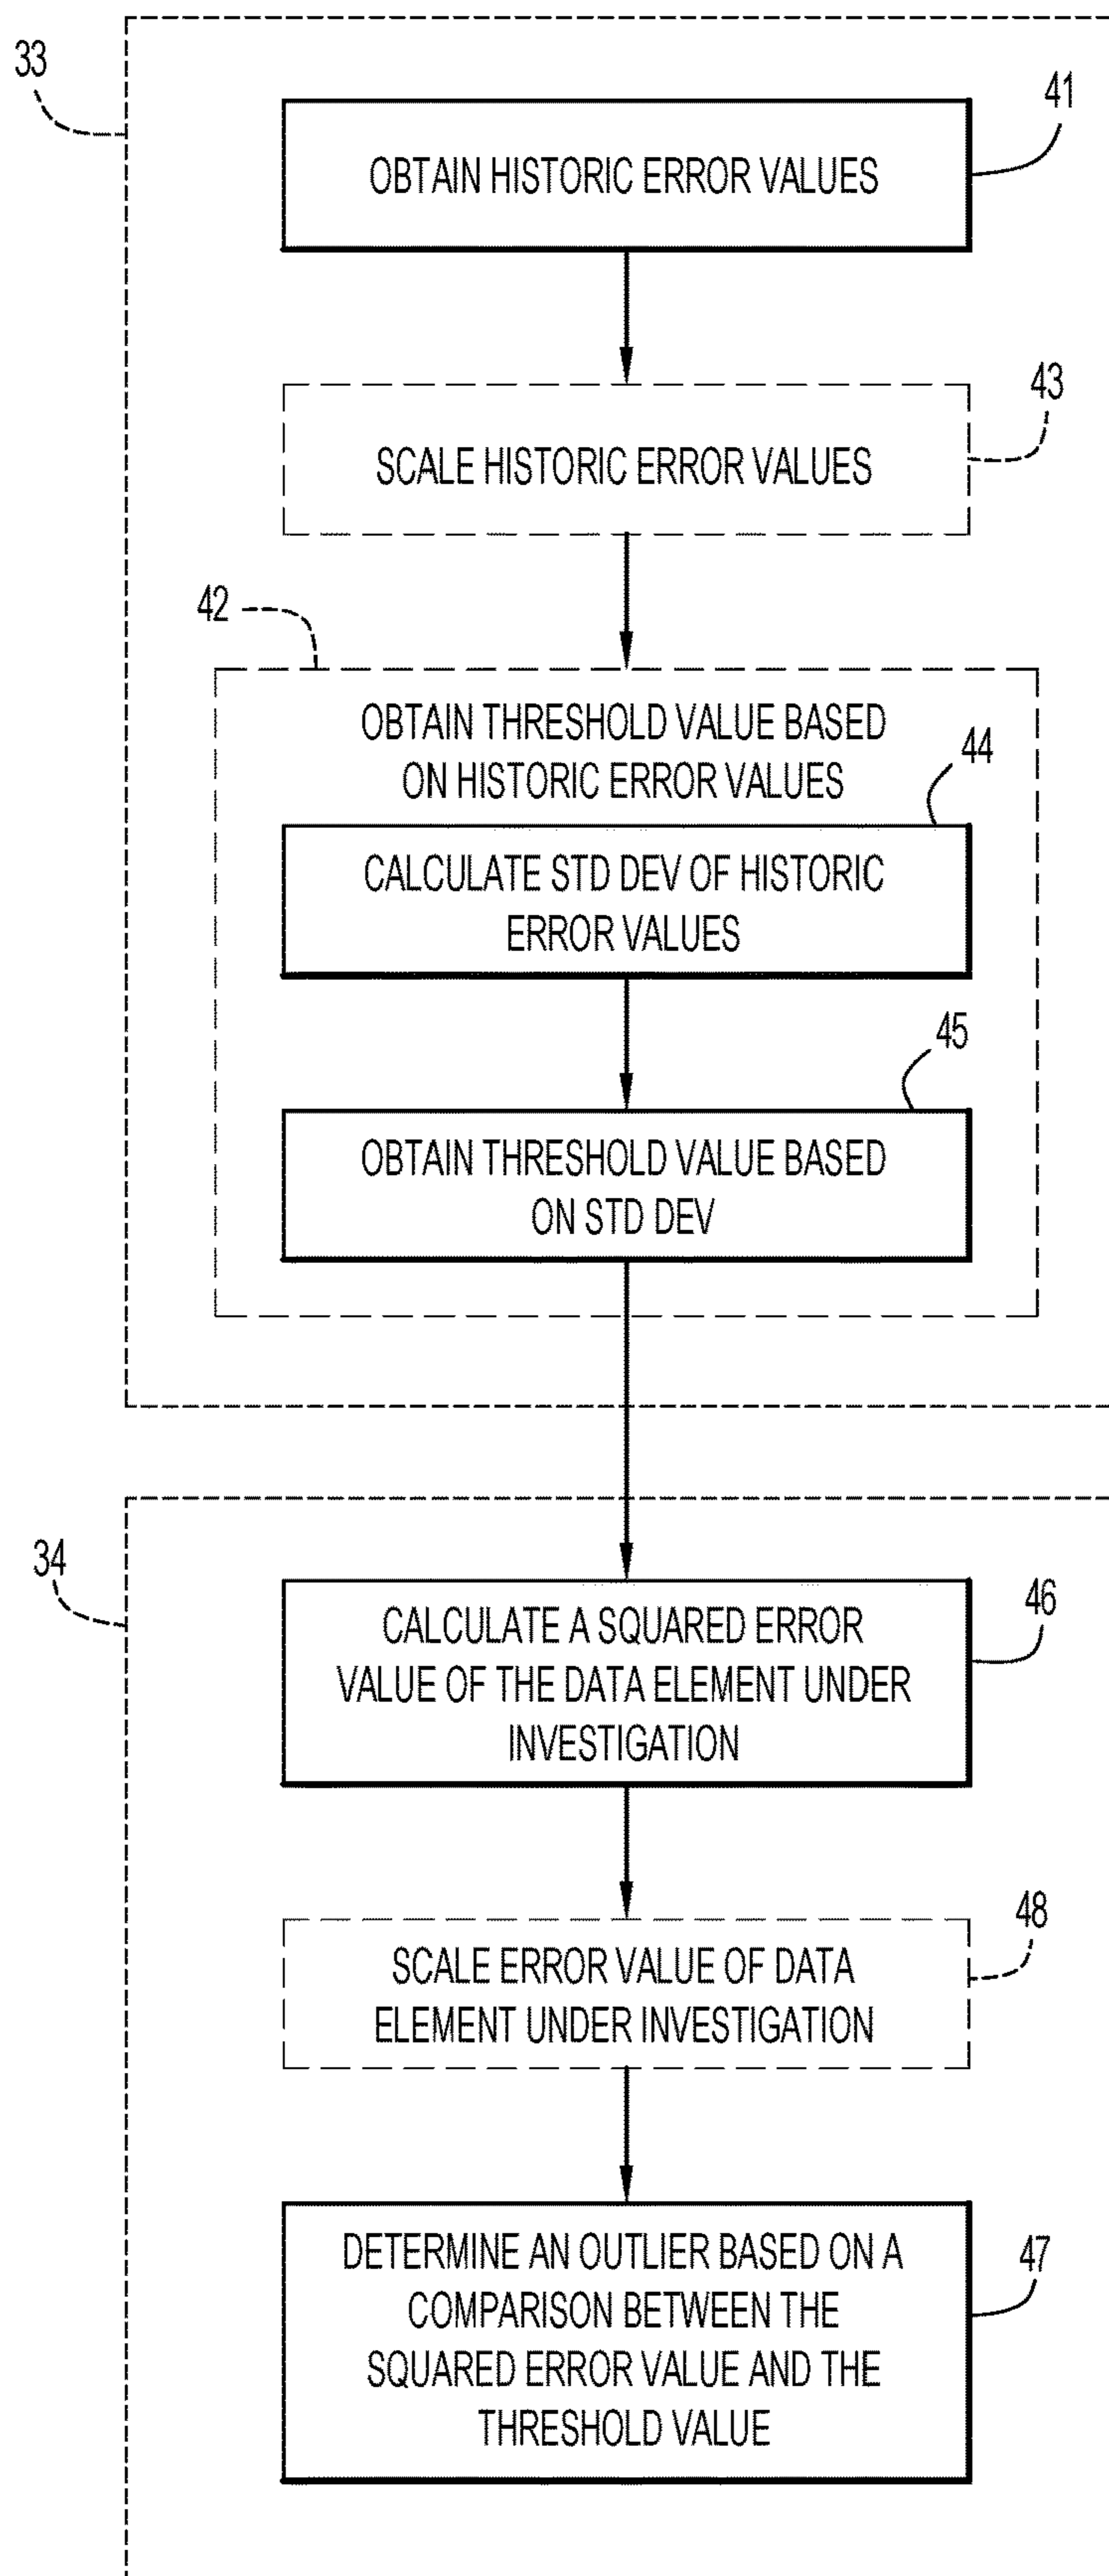 33
41
OBTAIN HISTORIC ERROR VALUES
43
SCALE HISTORIC ERROR VALUES
42
OBTAIN THRESHOLD VALUE BASED
ON HISTORIC ERROR VALUES
44
CALCULATE STD DEV OF HISTORIC
ERROR VALUES
45
OBTAIN THRESHOLD VALUE BASED
ON STD DEV
34
46
CALCULATE A SQUARED ERROR
VALUE OF THE DATA ELEMENT UNDER
INVESTIGATION
48
SCALE ERROR VALUE OF DATA
ELEMENT UNDER INVESTIGATION
47
DETERMINE AN OUTLIER BASED ON A
COMPARISON BETWEEN THE
SQUARED ERROR VALUE AND THE
THRESHOLD VALUE